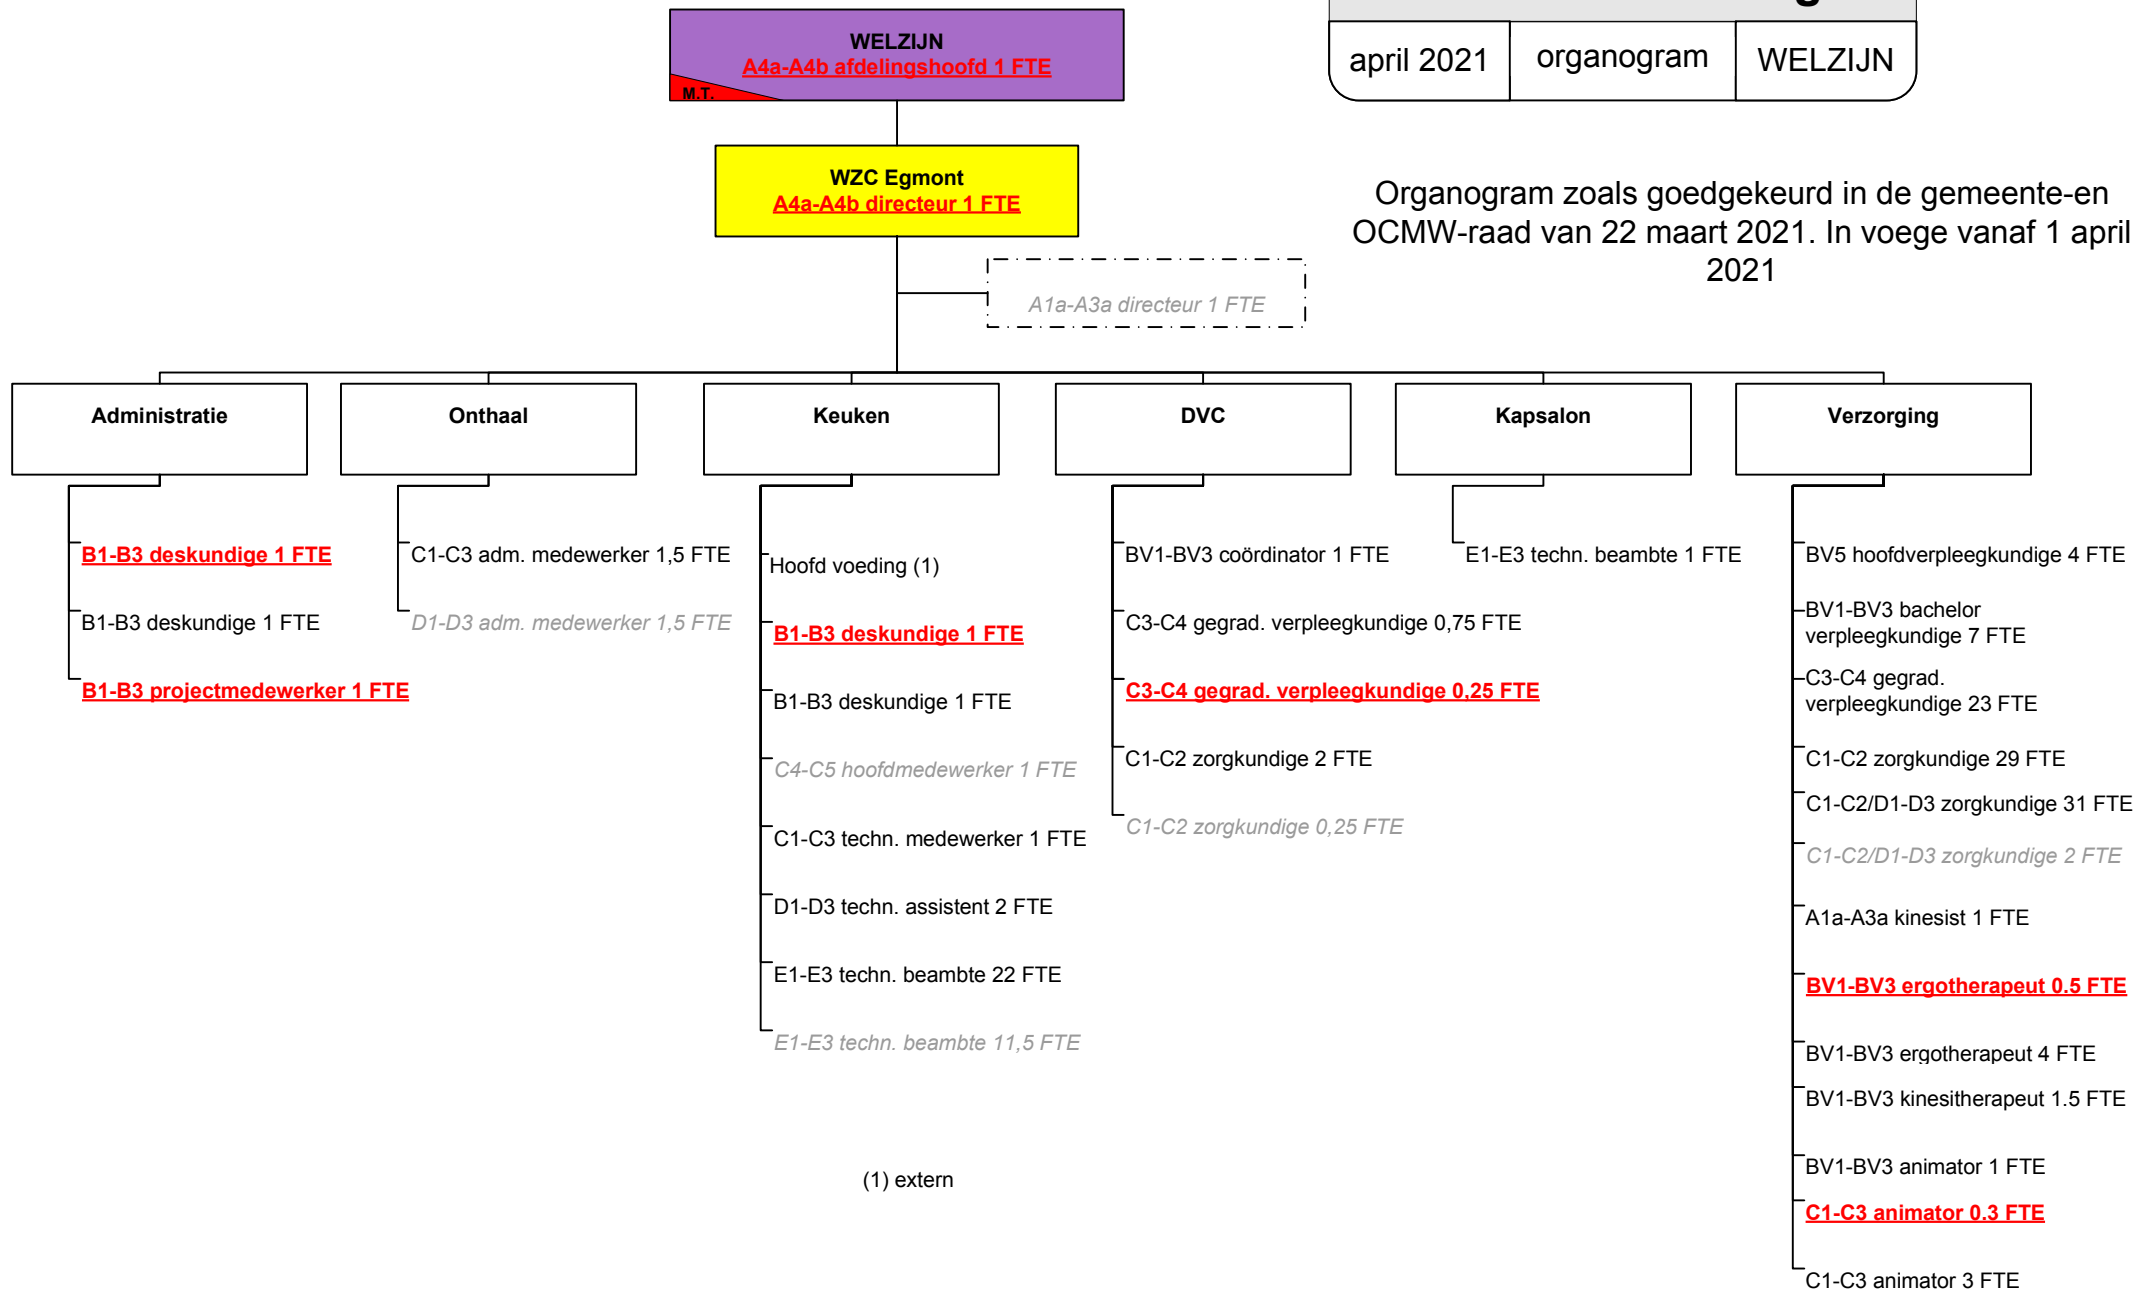 WELZIJN
A4a-A4b afdelingshoofd 1 FTE
M.T.
april 2021
organogram
WELZIJN
WZC Egmont
A4a-A4b directeur 1 FTE
Organogram zoals goedgekeurd in de gemeente-en
OCMW-raad van 22 maart 2021. In voege vanaf 1 april
2021
A1a-A3a directeur 1 FTE
Administratie
B1-B3 deskundige 1 FTE
B1-B3 deskundige 1 FTE
B1-B3 projectmedewerker 1 FTE
Onthaal
C1-C3 adm. medewerker 1,5 FTE
D1-D3 adm. medewerker 1,5 FTE
Keuken
Hoofd voeding (1)
B1-B3 deskundige 1 FTE
B1-B3 deskundige 1 FTE
C4-C5 hoofdmedewerker 1 FTE
C1-C3 techn. medewerker 1 FTE
D1-D3 techn. assistent 2 FTE
E1-E3 techn. beambte 22 FTE
E1-E3 techn. beambte 11,5 FTE
DVC
BV1-BV3 coördinator 1 FTE
C3-C4 gegrad. verpleegkundige 0,75 FTE
C3-C4 gegrad. verpleegkundige 0,25 FTE
C1-C2 zorgkundige 2 FTE
C1-C2 zorgkundige 0,25 FTE
Kapsalon
E1-E3 techn. beambte 1 FTE
Verzorging
BV5 hoofdverpleegkundige 4 FTE
BV1-BV3 bachelor
verpleegkundige 7 FTE
C3-C4 gegrad.
verpleegkundige 23 FTE
C1-C2 zorgkundige 29 FTE
C1-C2/D1-D3 zorgkundige 31 FTE
C1-C2/D1-D3 zorgkundige 2 FTE
A1a-A3a kinesist 1 FTE
BV1-BV3 ergotherapeut 0.5 FTE
BV1-BV3 ergotherapeut 4 FTE
BV1-BV3 kinesitherapeut 1.5 FTE
BV1-BV3 animator 1 FTE
C1-C3 animator 0.3 FTE
C1-C3 animator 3 FTE
(1) extern